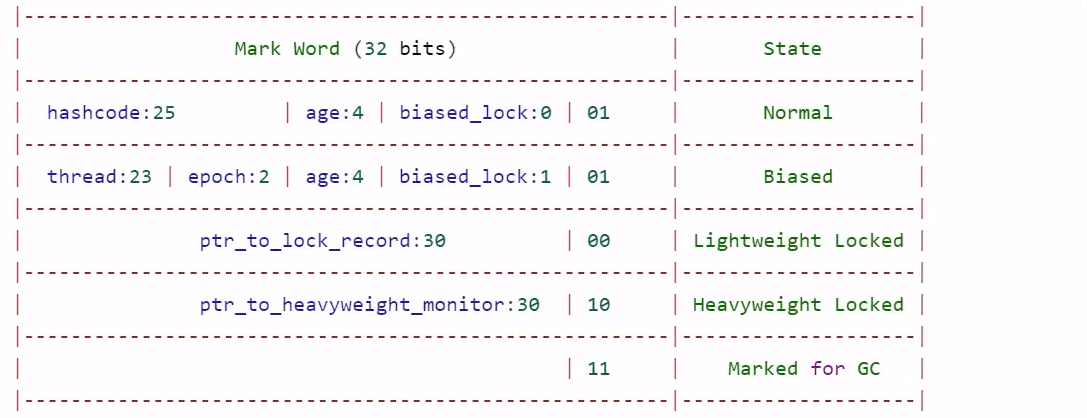 |-------------------------------------------------------|--------------------|
|                  Mark Word (32 bits)                  |       State        |
|-------------------------------------------------------|--------------------|
|  hashcode:25         | age:4 | biased_lock:0 | 01      |       Normal       |
|-------------------------------------------------------|--------------------|
|  thread:23 | epoch:2 | age:4 | biased_lock:1 | 01      |       Biased       |
|-------------------------------------------------------|--------------------|
|               ptr_to_lock_record:30          | 00      | Lightweight Locked |
|-------------------------------------------------------|--------------------|
|               ptr_to_heavyweight_monitor:30  | 10      | Heavyweight Locked |
|-------------------------------------------------------|--------------------|
|                                              | 11      |    Marked for GC   |
|-------------------------------------------------------|--------------------|